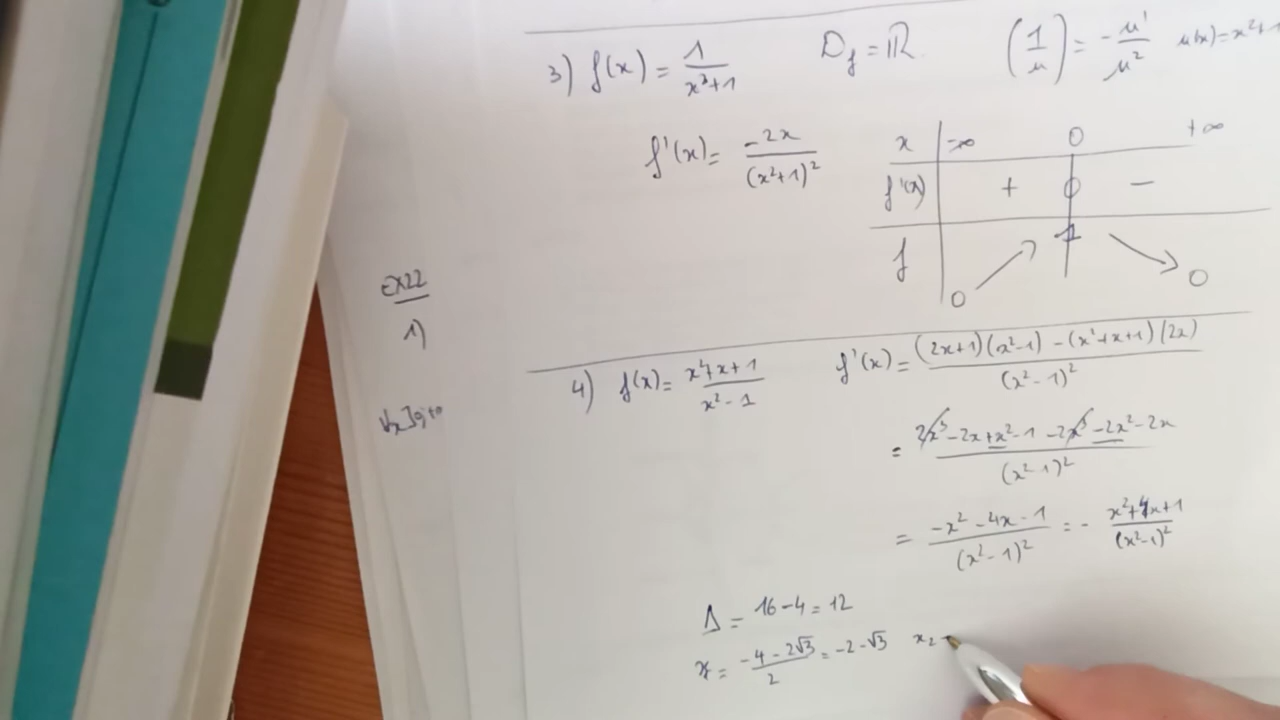 3) f(x) = 1/(x²+1) D_f = ℝ (1/u) = -u'/u² u(x) = x²+1
f'(x) = -2x/(x²+1)²
x -∞ 0 +∞
f'(x) + 0 -
f 0 ↗ 1 ↘ 0
EX22
1)
4) f(x) = (x²+x+1)/(x²-1) f'(x) = ((2x+1)(x²-1) - (x²+x+1)(2x))/(x²-1)²
= (2x³-2x+x²-1-2x³-2x²-2x)/(x²-1)²
= (-x²-4x-1)/(x²-1)² = - (x²+4x+1)/(x²-1)²
Δ = 16-4 = 12
x₁ = (-4-2√3)/2 = -2-√3 x₂ =